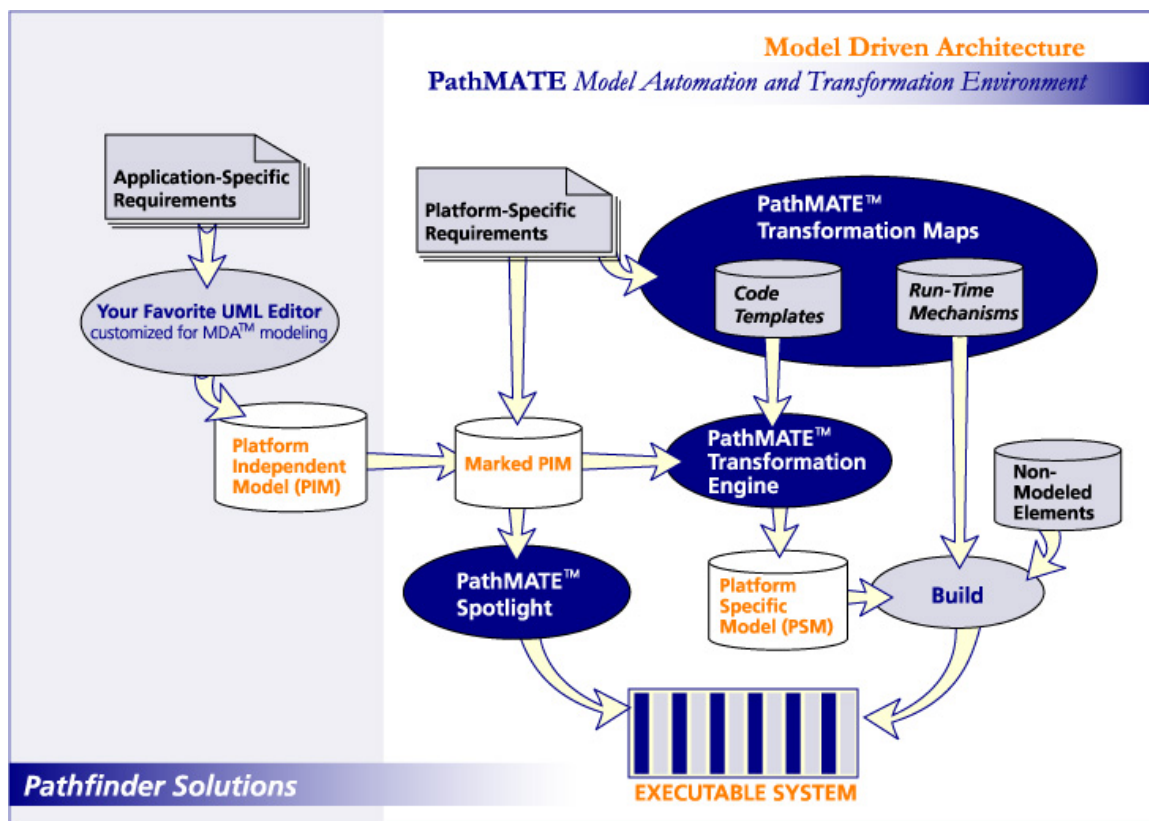 Model Driven Architecture
PathMATE Model Automation and Transformation Environment
Application-Specific
Requirements
Platform-Specific
Requirements
PathMATE™
Transformation Maps
Code
Templates
Run-Time
Mechanisms
Your Favorite UML Editor
customized for MDA™ modeling
Platform
Independent
Model (PIM)
Marked PIM
PathMATE™
Transformation
Engine
Non-
Modeled
Elements
PathMATE™
Spotlight
Platform
Specific
Model (PSM)
Build
EXECUTABLE SYSTEM
Pathfinder Solutions